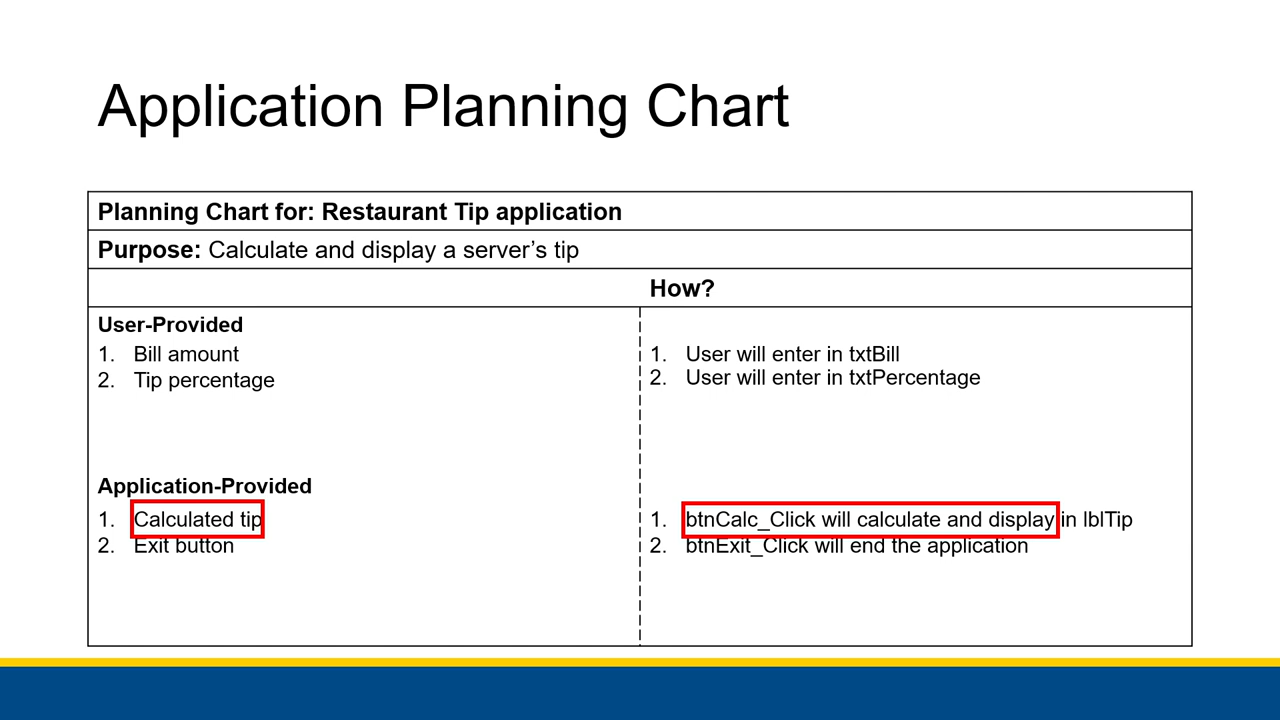 Application Planning Chart
Planning Chart for: Restaurant Tip application
Purpose: Calculate and display a server’s tip
How?
User-Provided
1. Bill amount
2. Tip percentage
1. User will enter in txtBill
2. User will enter in txtPercentage
Application-Provided
1. Calculated tip
2. Exit button
1. btnCalc_Click will calculate and display in lblTip
2. btnExit_Click will end the application